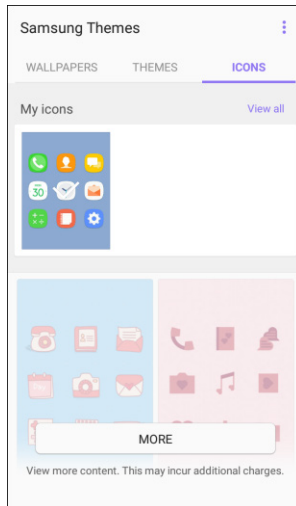 Samsung Themes
WALLPAPERS THEMES ICONS
My icons View all
30
MORE
View more content. This may incur additional charges.